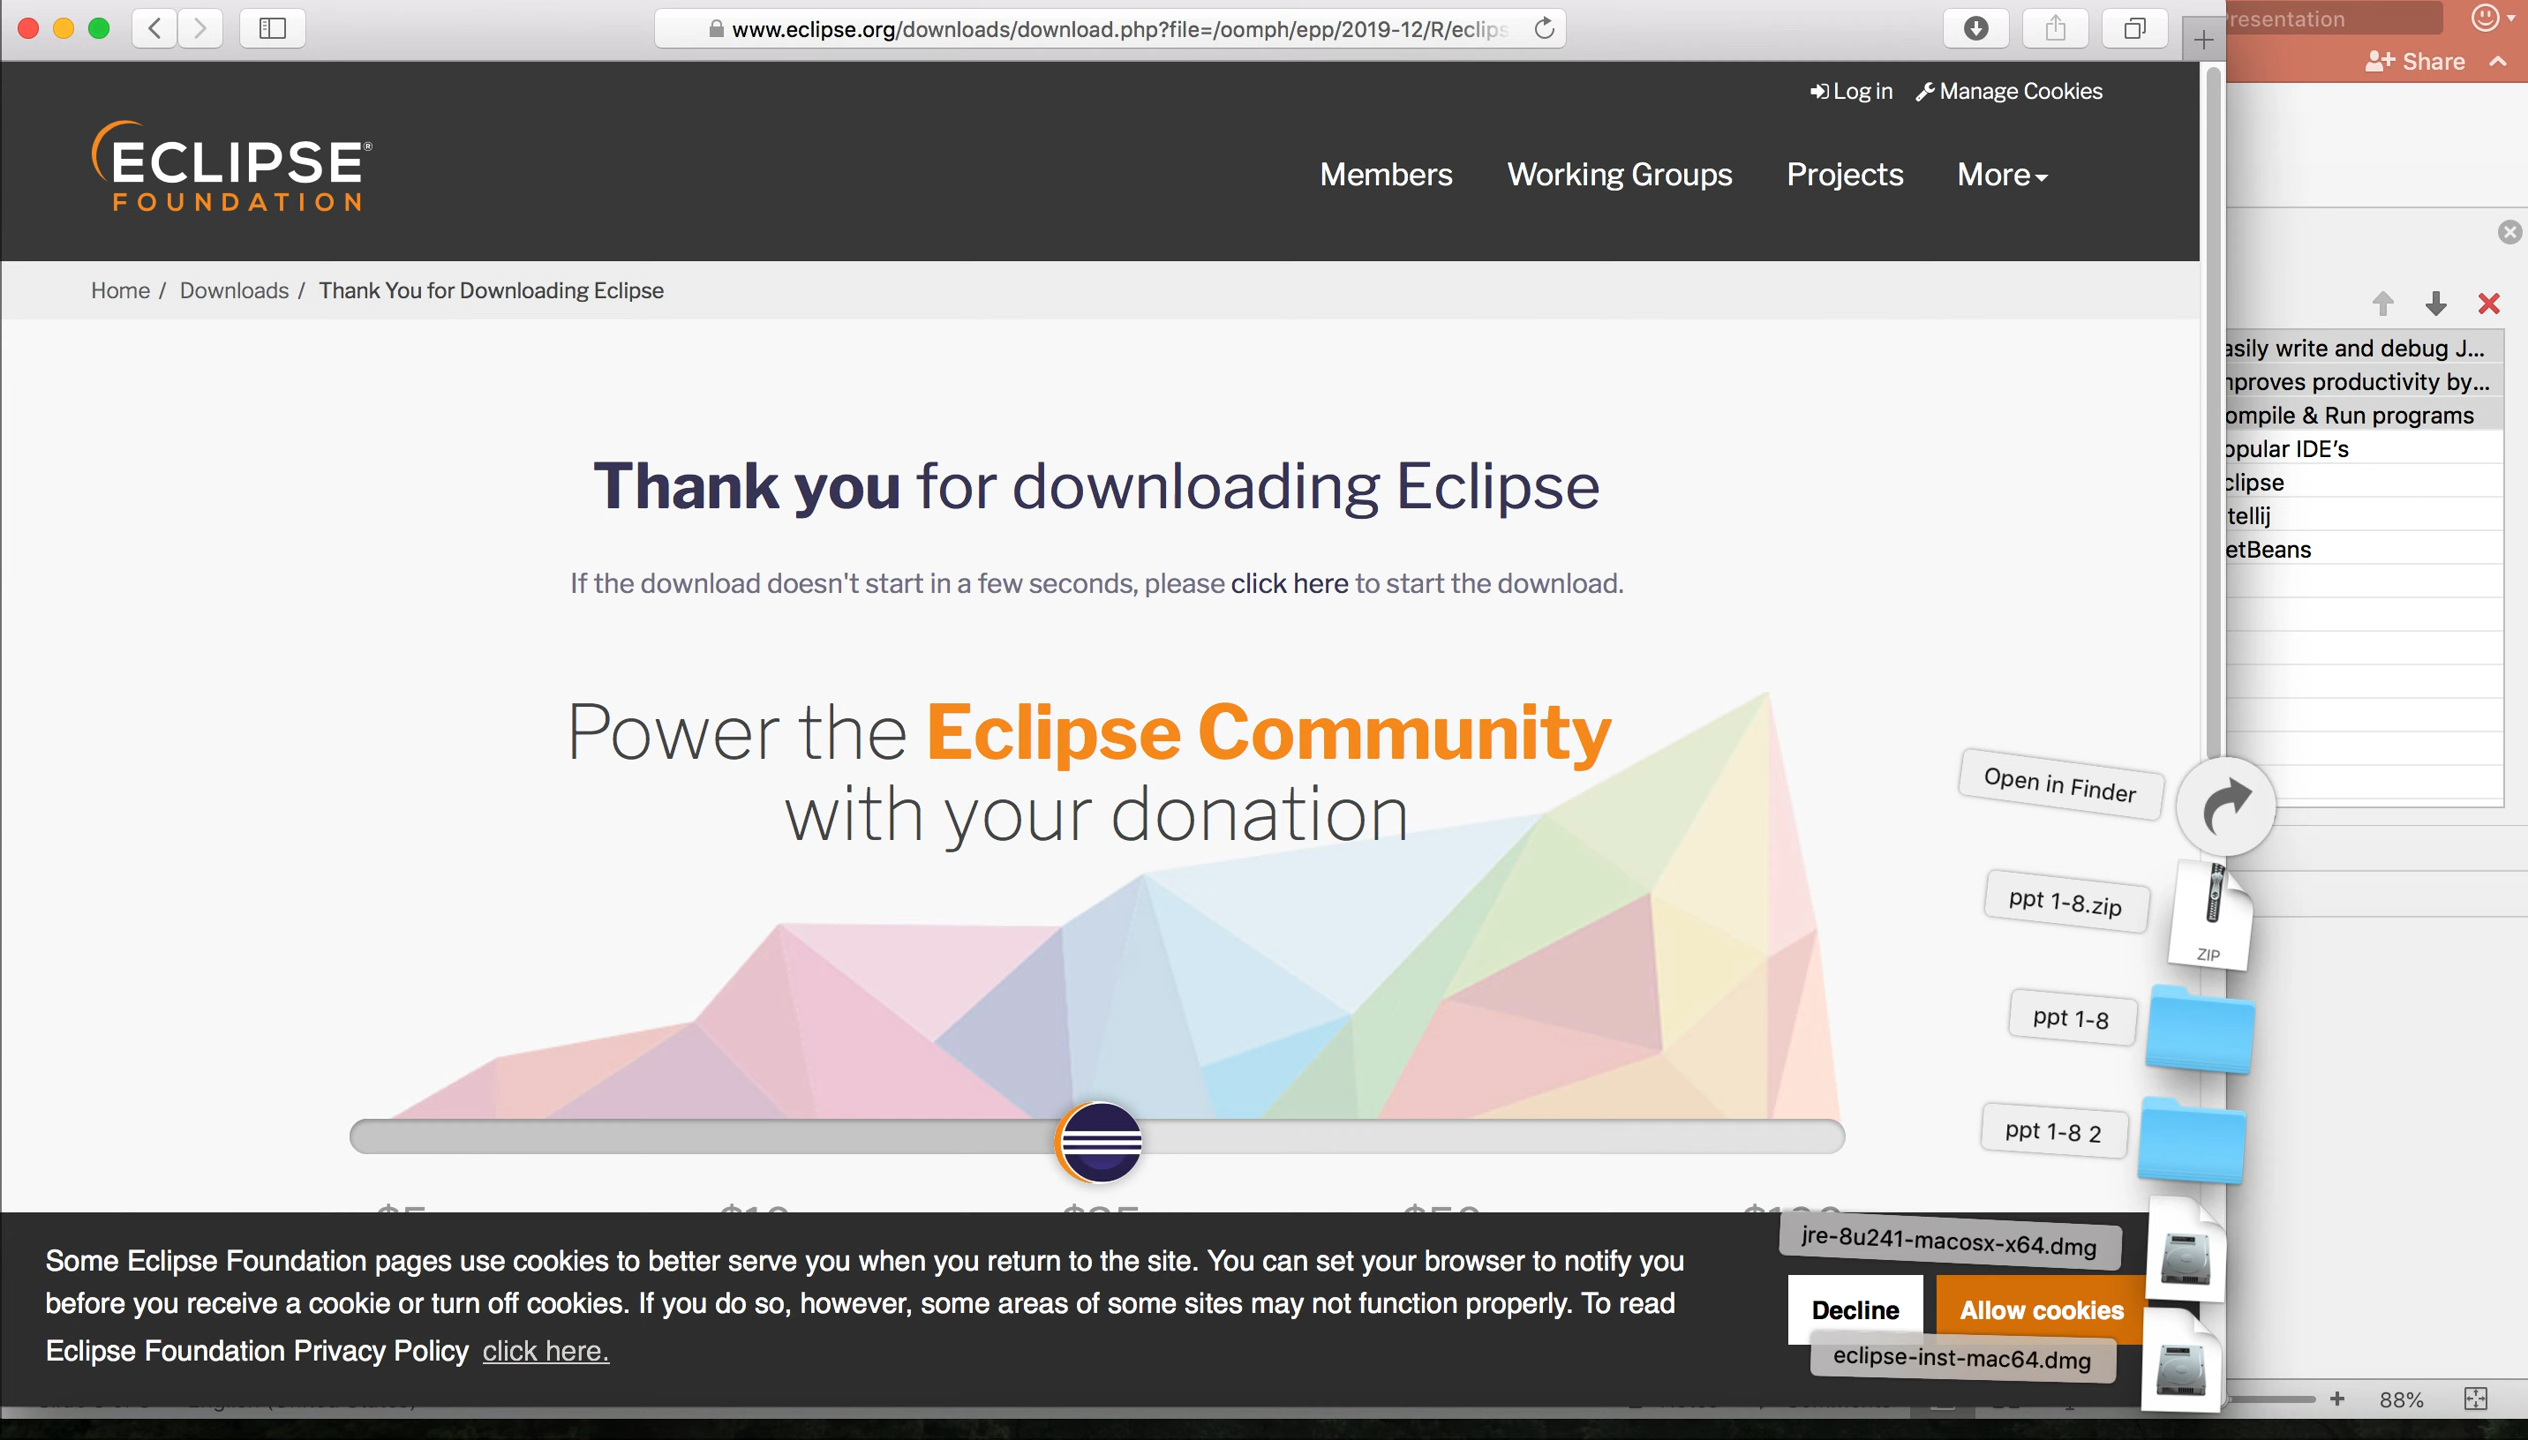 www.eclipse.org/downloads/download.php?file=/oomph/epp/2019-12/R/eclips
resentation
Share
Log in
Manage Cookies
ECLIPSE®
FOUNDATION
Members
Working Groups
Projects
More
Home / Downloads / Thank You for Downloading Eclipse
asily write and debug J...
nproves productivity by...
ompile & Run programs
opular IDE's
clipse
tellij
etBeans
Thank you for downloading Eclipse
If the download doesn't start in a few seconds, please click here to start the download.
Power the Eclipse Community
with your donation
Open in Finder
ppt 1-8.zip
ZIP
ppt 1-8
ppt 1-8 2
jre-8u241-macosx-x64.dmg
Some Eclipse Foundation pages use cookies to better serve you when you return to the site. You can set your browser to notify you
before you receive a cookie or turn off cookies. If you do so, however, some areas of some sites may not function properly. To read
Eclipse Foundation Privacy Policy click here.
Decline
Allow cookies
eclipse-inst-mac64.dmg
88%